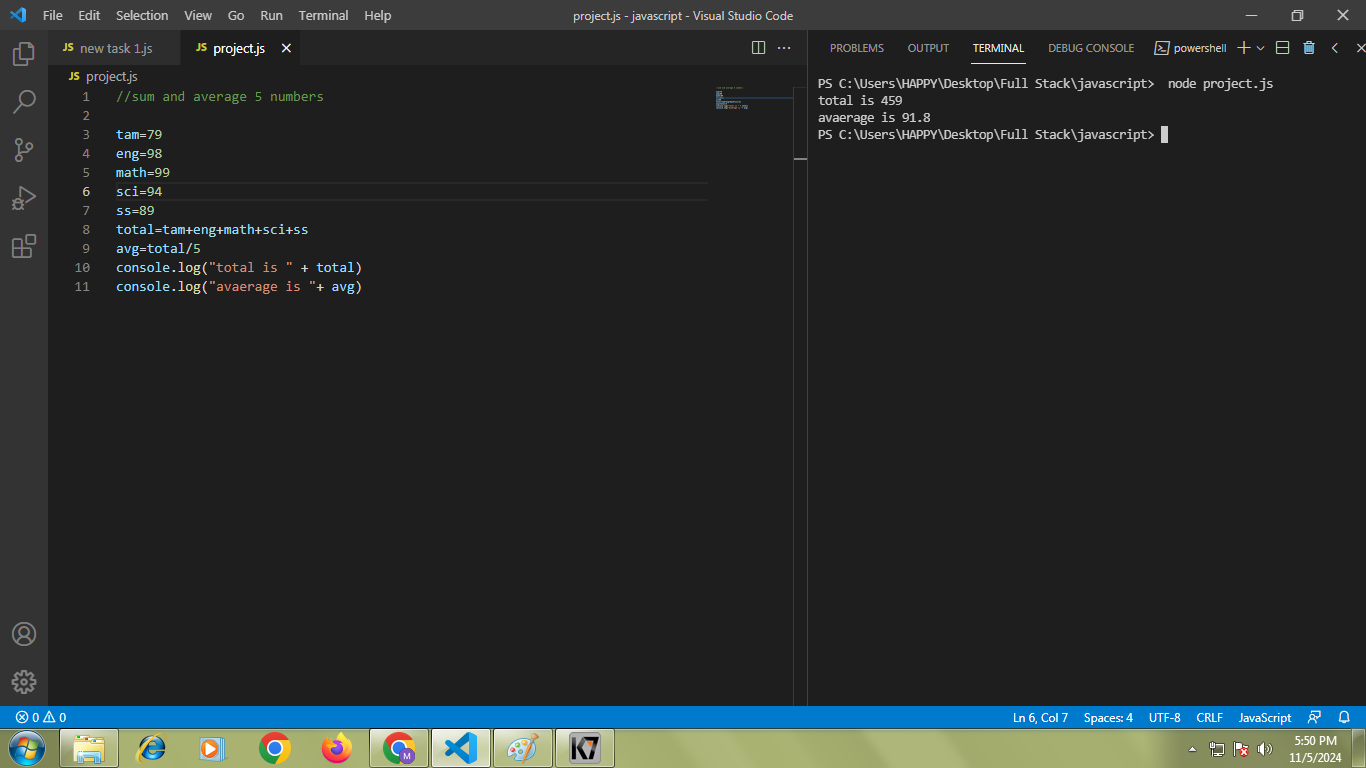 File Edit Selection View Go Run Terminal Help project.js - javascript - Visual Studio Code
JS new task 1.js JS project.js
JS project.js
1 //sum and average 5 numbers
2
3 tam=79
4 eng=98
5 math=99
6 sci=94
7 ss=89
8 total=tam+eng+math+sci+ss
9 avg=total/5
10 console.log("total is " + total)
11 console.log("avaerage is "+ avg)
PROBLEMS OUTPUT TERMINAL DEBUG CONSOLE powershell
PS C:\Users\HAPPY\Desktop\Full Stack\javascript>  node project.js
total is 459
avaerage is 91.8
PS C:\Users\HAPPY\Desktop\Full Stack\javascript>
0 0 Ln 6, Col 7 Spaces: 4 UTF-8 CRLF JavaScript
M K7 5:50 PM
11/5/2024